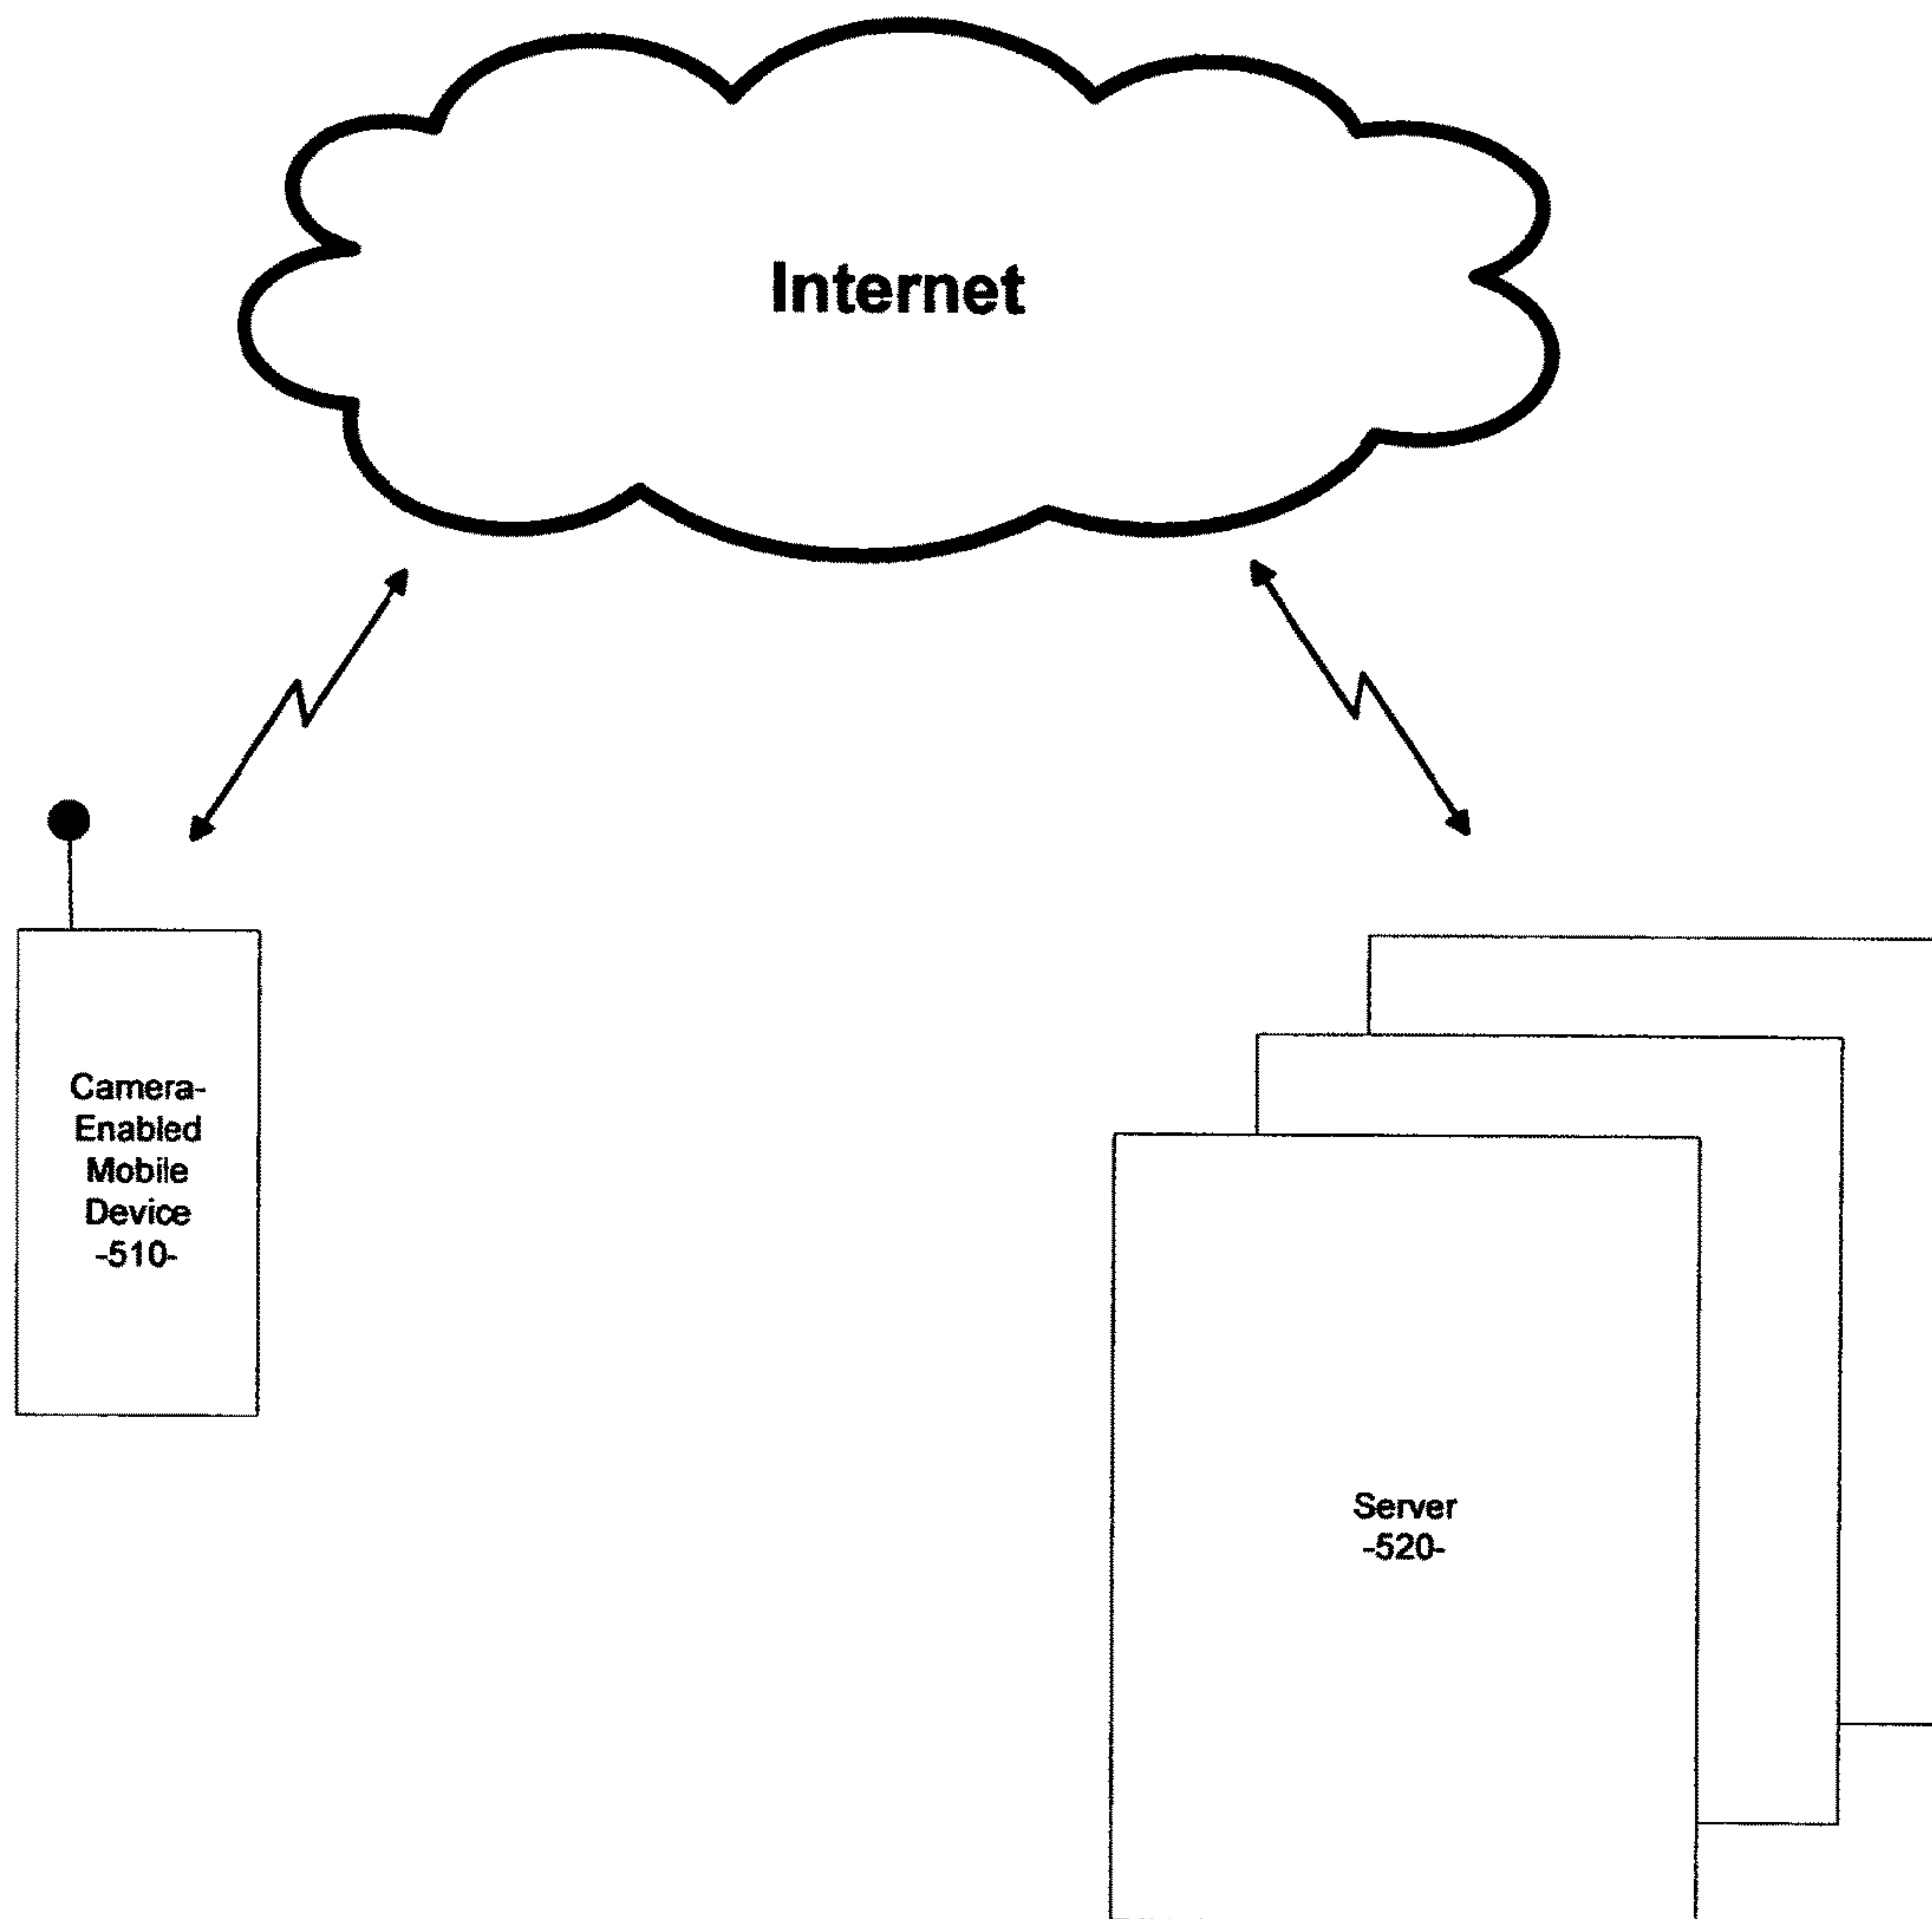 Internet
Camera-
Enabled
Mobile
Device
-510-
Server
-520-